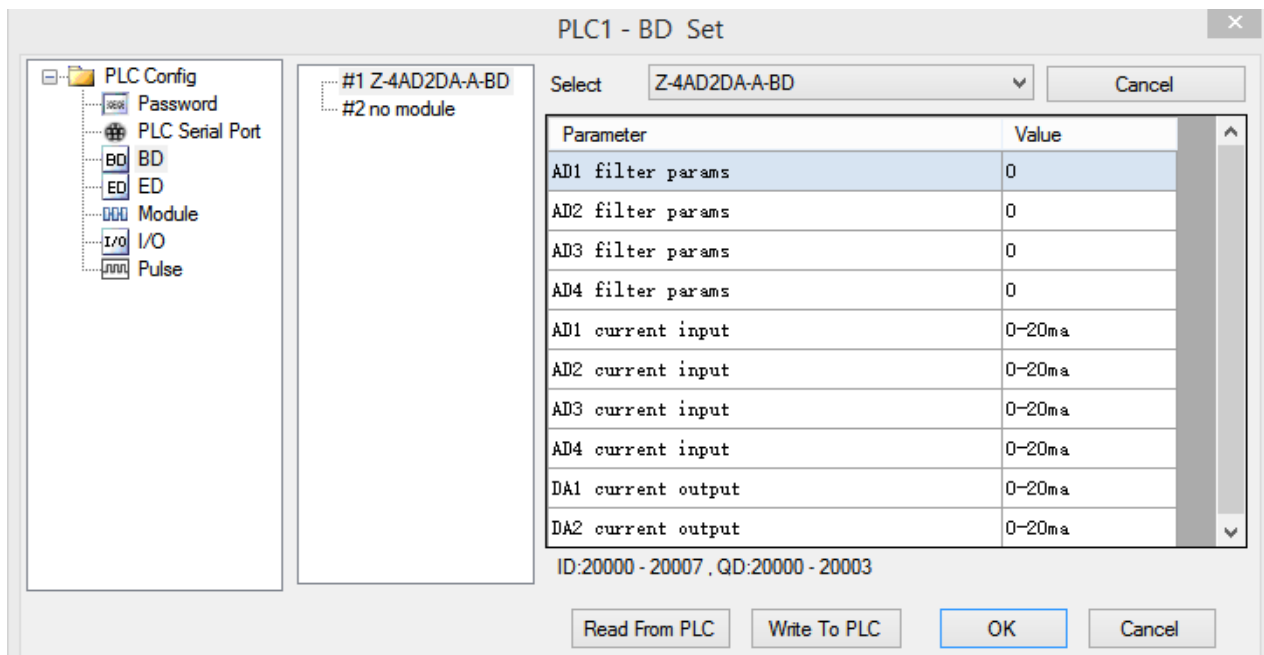 PLC1 - BD Set
PLC Config
Password
PLC Serial Port
BD BD
ED ED
Module
I/O I/O
Pulse
#1 Z-4AD2DA-A-BD
#2 no module
Select Z-4AD2DA-A-BD Cancel
Parameter Value
AD1 filter params 0
AD2 filter params 0
AD3 filter params 0
AD4 filter params 0
AD1 current input 0-20ma
AD2 current input 0-20ma
AD3 current input 0-20ma
AD4 current input 0-20ma
DA1 current output 0-20ma
DA2 current output 0-20ma
ID:20000 - 20007 , QD:20000 - 20003
Read From PLC Write To PLC OK Cancel